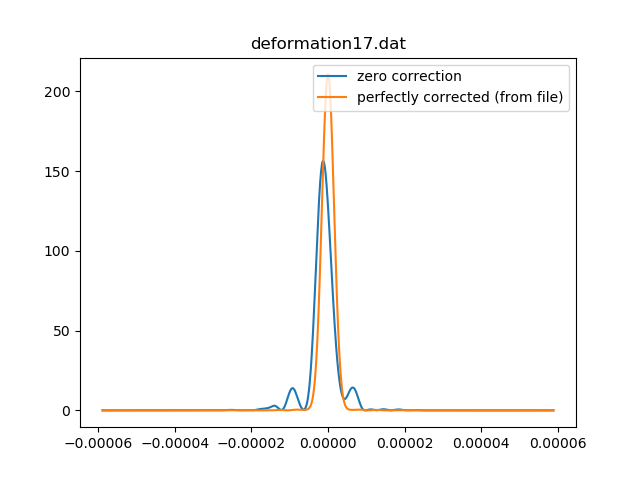 deformation17.dat
zero correction
perfectly corrected (from file)
200
150
100
50
0
−0.00006 −0.00004 −0.00002 0.00000 0.00002 0.00004 0.00006